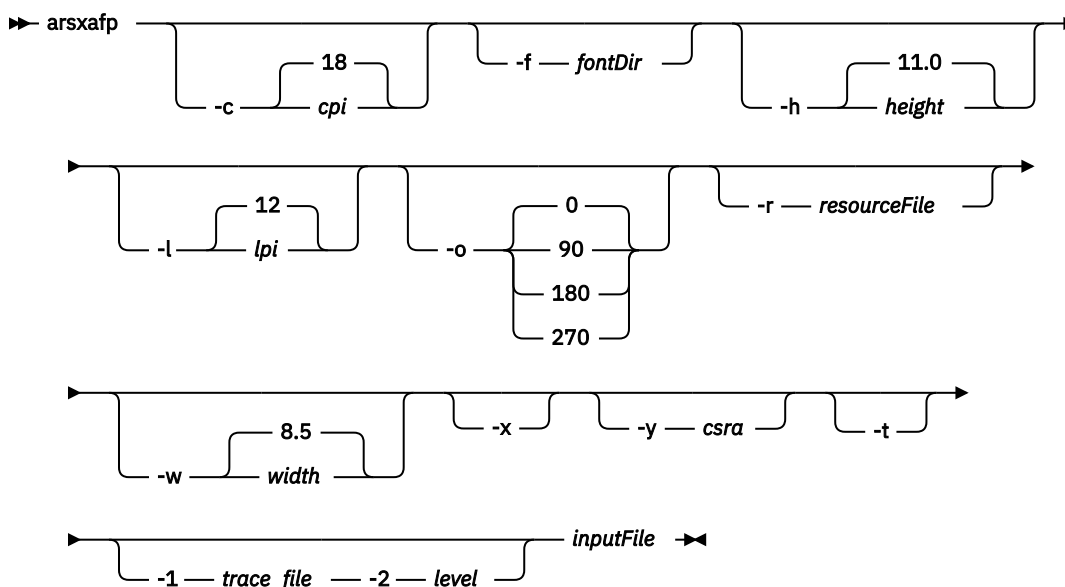 arsxafp
18
-f fontDir
11.0
-c cpi
-h height
12
0
-r resourceFile
-l lpi
-o 90
180
270
8.5
-x
-y csra
-t
-w width
inputFile
-1 trace_file -2 level